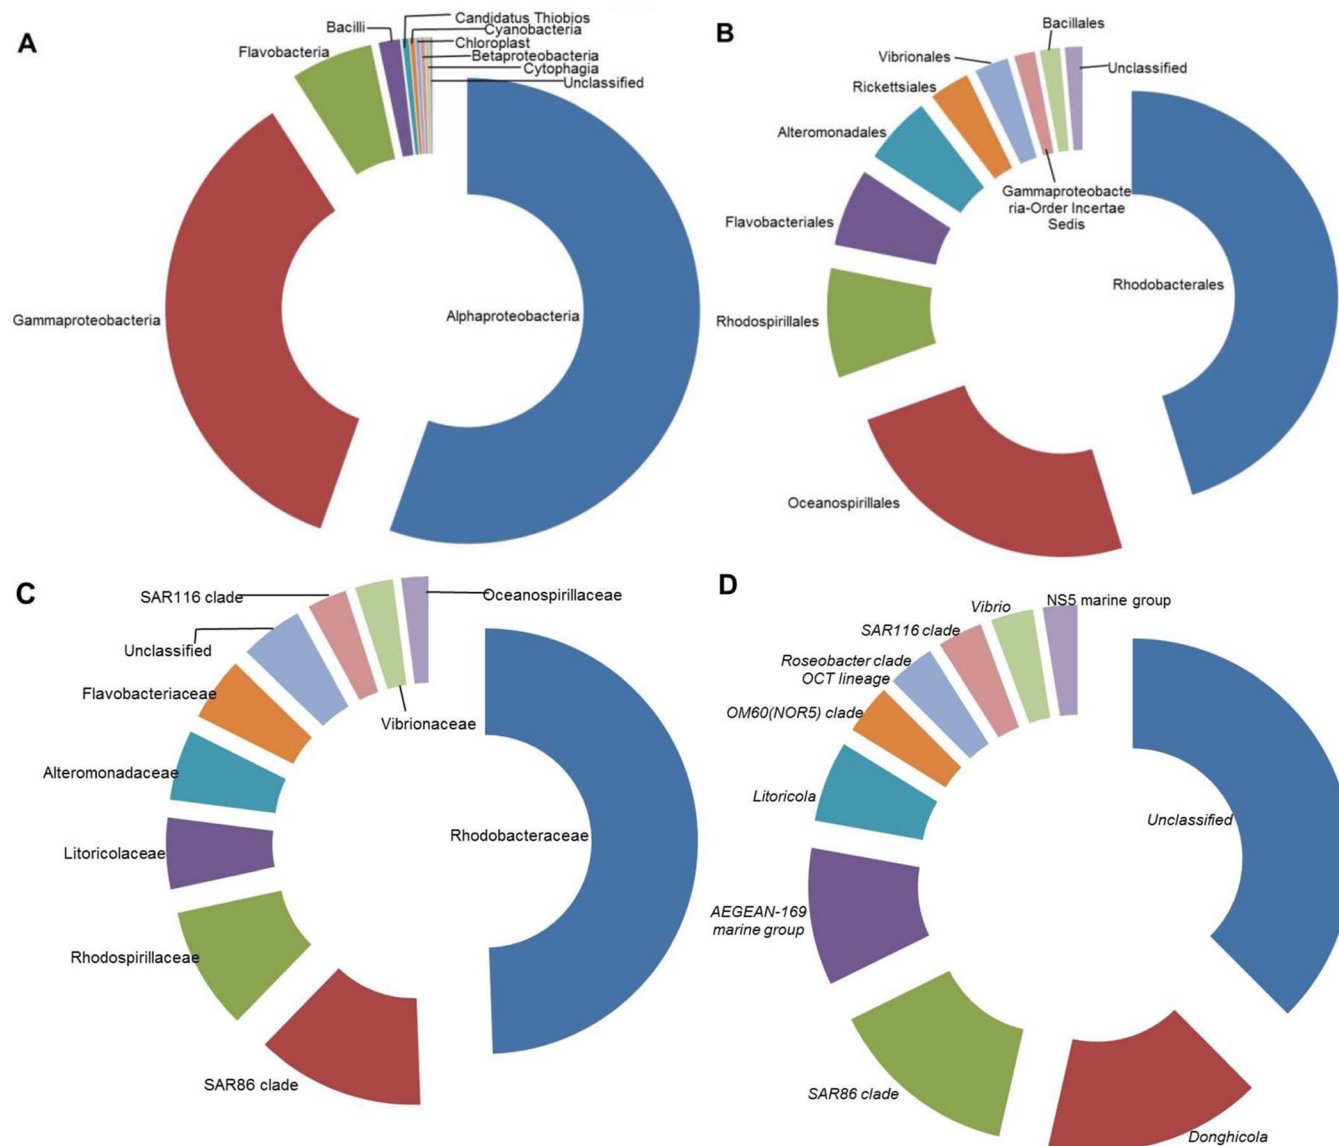 A
Candidatus Thiobios
Bacilli
Cyanobacteria
Chloroplast
Flavobacteria
Betaproteobacteria
Cytophagia
Unclassified
Gammaproteobacteria
Alphaproteobacteria
B
Bacillales
Vibrionales
Unclassified
Rickettsiales
Alteromonadales
Gammaproteobacte
ria-Order Incertae
Sedis
Flavobacteriales
Rhodobacterales
Rhodospirillales
Oceanospirillales
C
SAR116 clade
Oceanospirillaceae
Unclassified
Flavobacteriaceae
Vibrionaceae
Alteromonadaceae
Rhodobacteraceae
Litoricolaceae
Rhodospirillaceae
SAR86 clade
D
NS5 marine group
Vibrio
SAR116 clade
Roseobacter clade
OCT lineage
OM60(NOR5) clade
Litoricola
Unclassified
AEGEAN-169
marine group
SAR86 clade
Donghicola